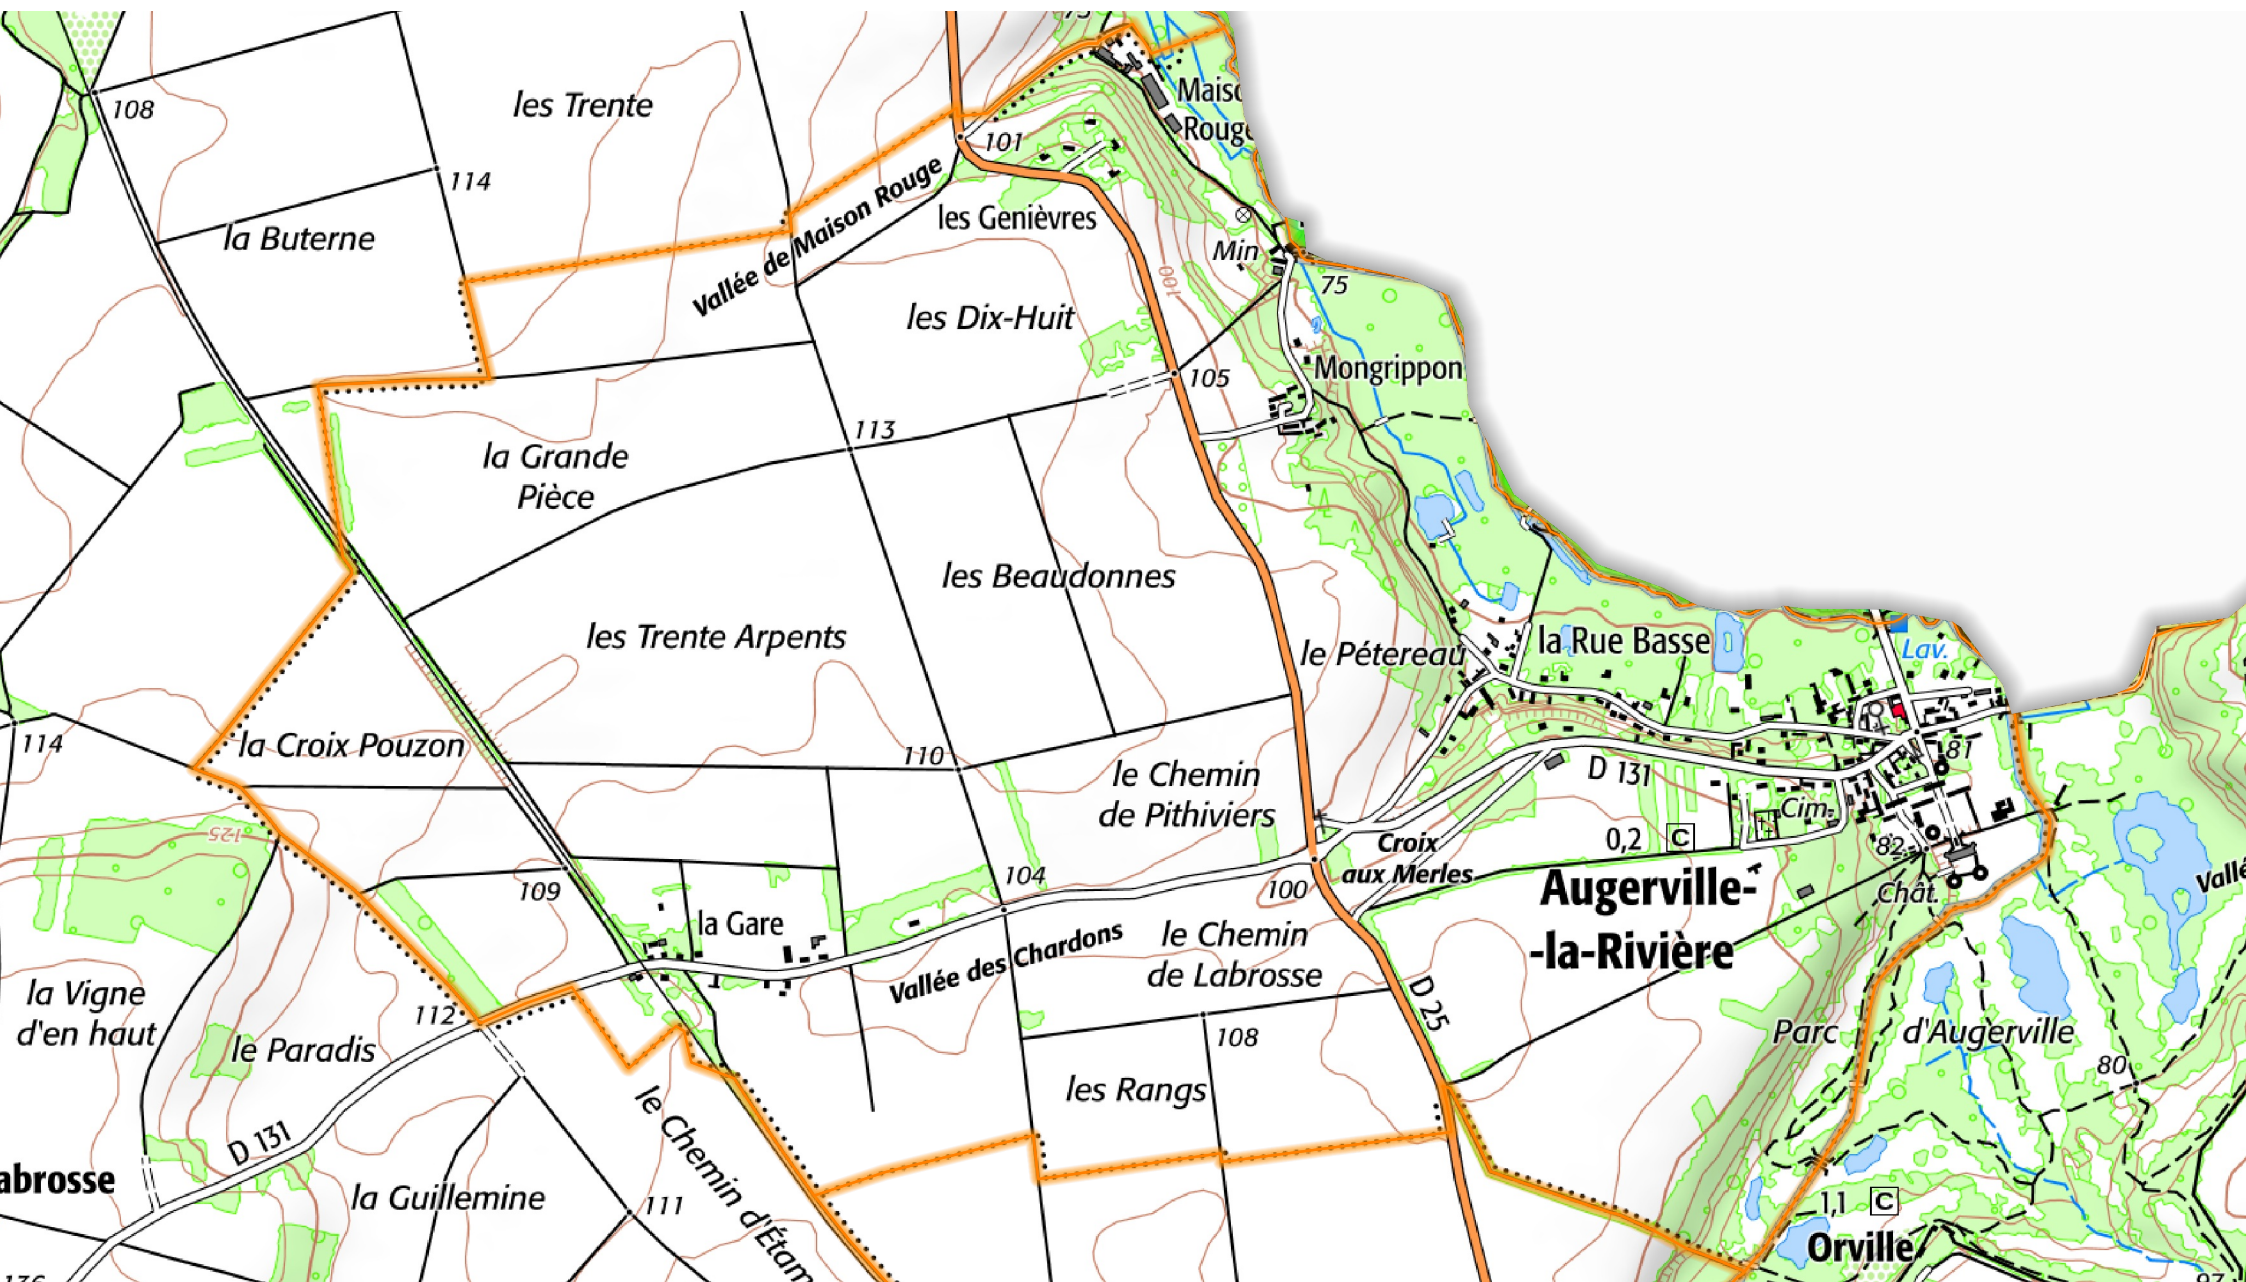 108
les Trente
Maisc
Rouge
101
114
la Buterne
Vallée de Maison Rouge
les Genièvres
Min
75
100
les Dix-Huit
Mongrippon
105
113
la Grande
Pièce
les Beaudonnes
les Trente Arpents
le Pétereau
la Rue Basse
Lav.
114
la Croix Pouzon
110
le Chemin
de Pithiviers
D 131
81
Cim.
125
0,2 C
Croix
aux Merles
82
109
104
100
Augerville-
-la-Rivière
Chât.
Vallé
la Gare
Vallée des Chardons
le Chemin
de Labrosse
D 25
la Vigne
d'en haut
112
le Paradis
108
Parc d'Augerville
80
les Rangs
le Chemin d'Étam
D 131
abrosse
la Guillemine
111
1,1 C
Orville